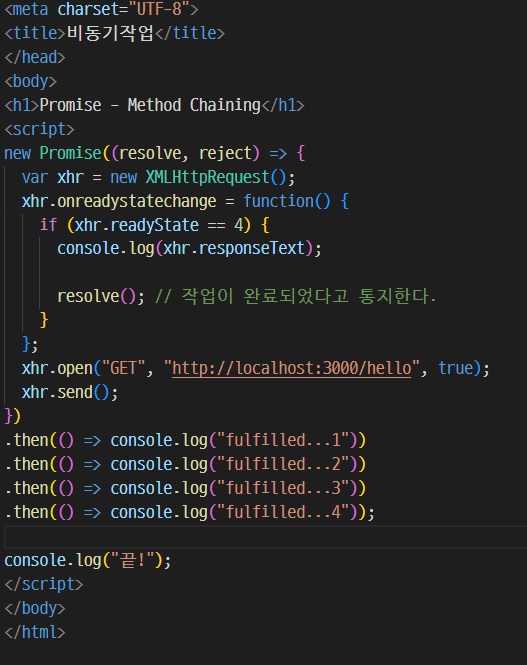 <meta charset="UTF-8">
<title>비동기작업</title>
</head>
<body>
<h1>Promise - Method Chaining</h1>
<script>
new Promise((resolve, reject) => {
  var xhr = new XMLHttpRequest();
  xhr.onreadystatechange = function() {
    if (xhr.readyState == 4) {
      console.log(xhr.responseText);

      resolve(); // 작업이 완료되었다고 통지한다.
    }
  };
  xhr.open("GET", "http://localhost:3000/hello", true);
  xhr.send();
})
.then(() => console.log("fulfilled...1"))
.then(() => console.log("fulfilled...2"))
.then(() => console.log("fulfilled...3"))
.then(() => console.log("fulfilled...4"));

console.log("끝!");
</script>
</body>
</html>